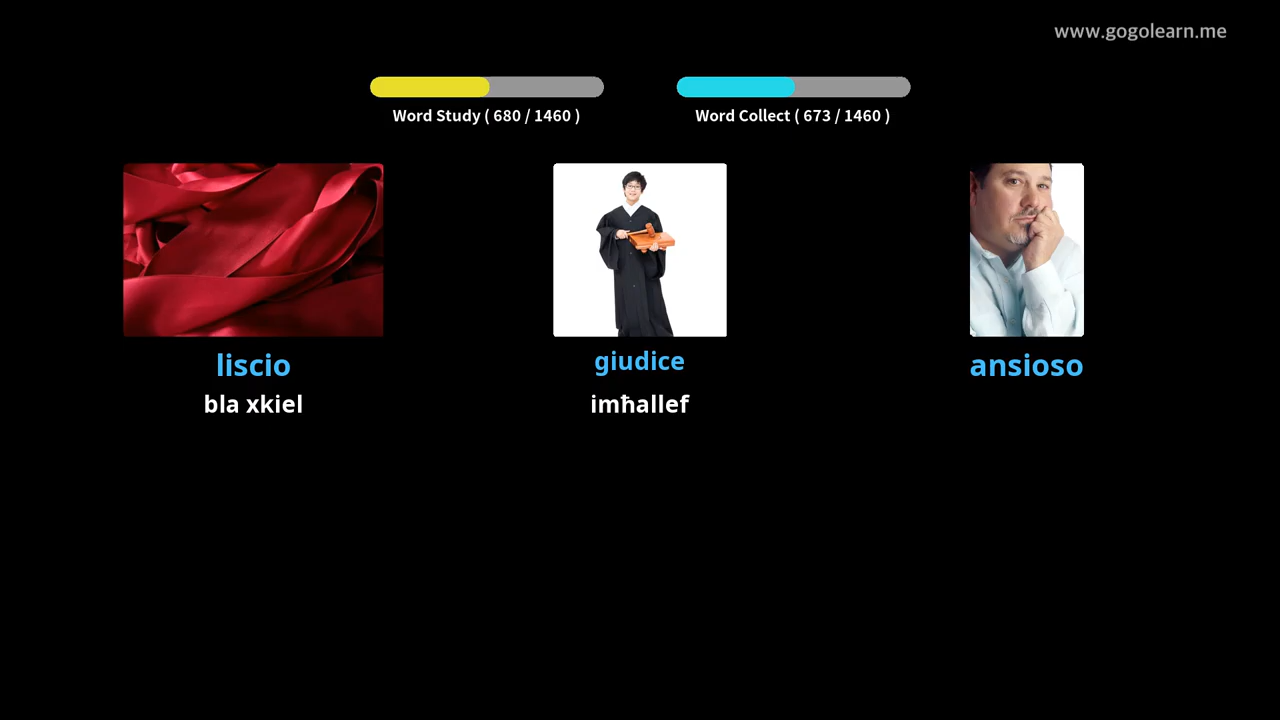 www.gogolearn.me
Word Study ( 680 / 1460 )
Word Collect ( 673 / 1460 )
liscio
bla xkiel
giudice
imħallef
ansioso